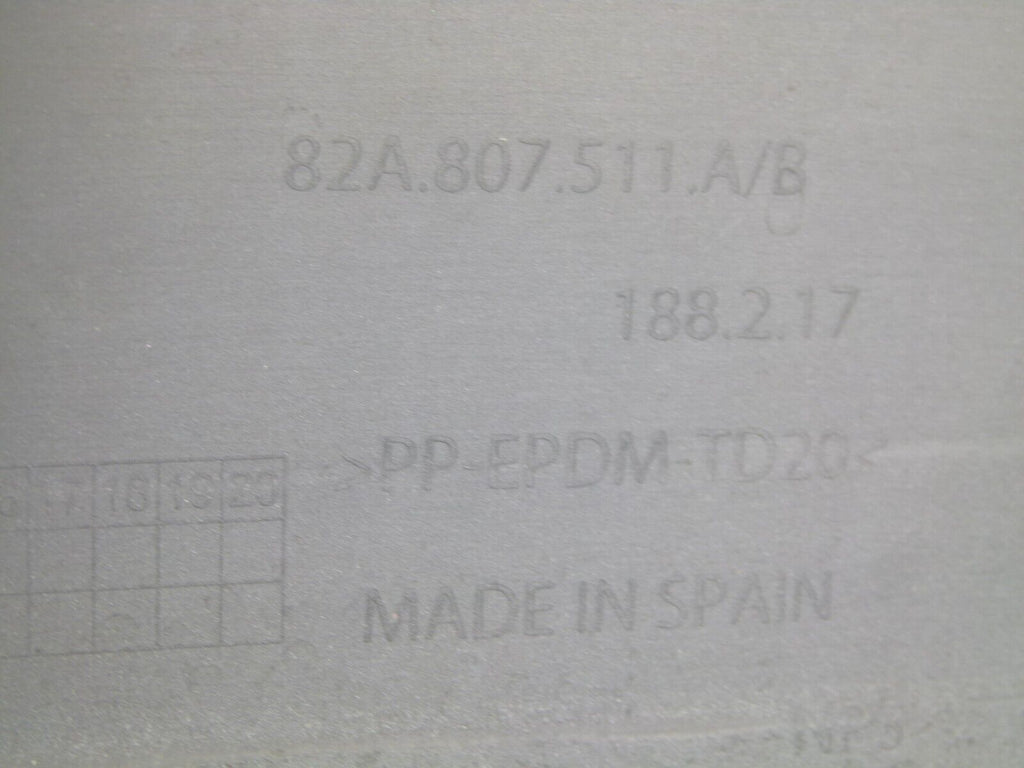 82A.807.511.A/B
188.2.17
>PP-EPDM-TD20<
17 18 19 20
MADE IN SPAIN